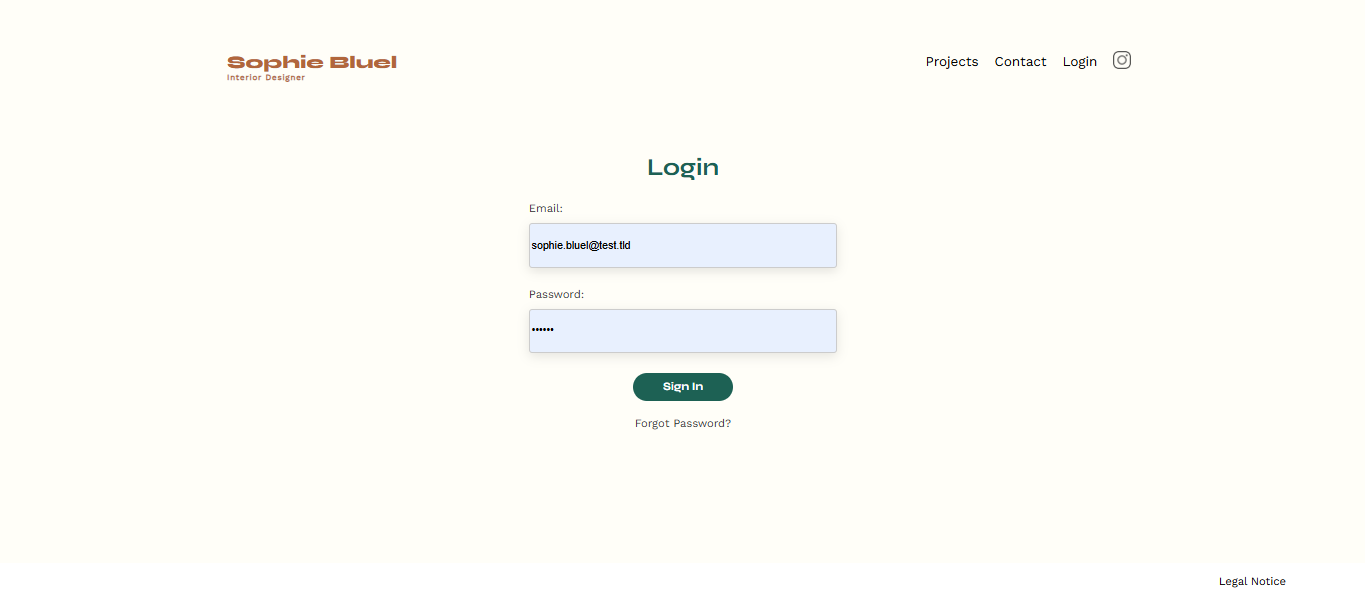 Sophie Bluel
Interior Designer
Projects Contact Login
Login
Email:
sophie.bluel@test.tld
Password:
••••••
Sign In
Forgot Password?
Legal Notice